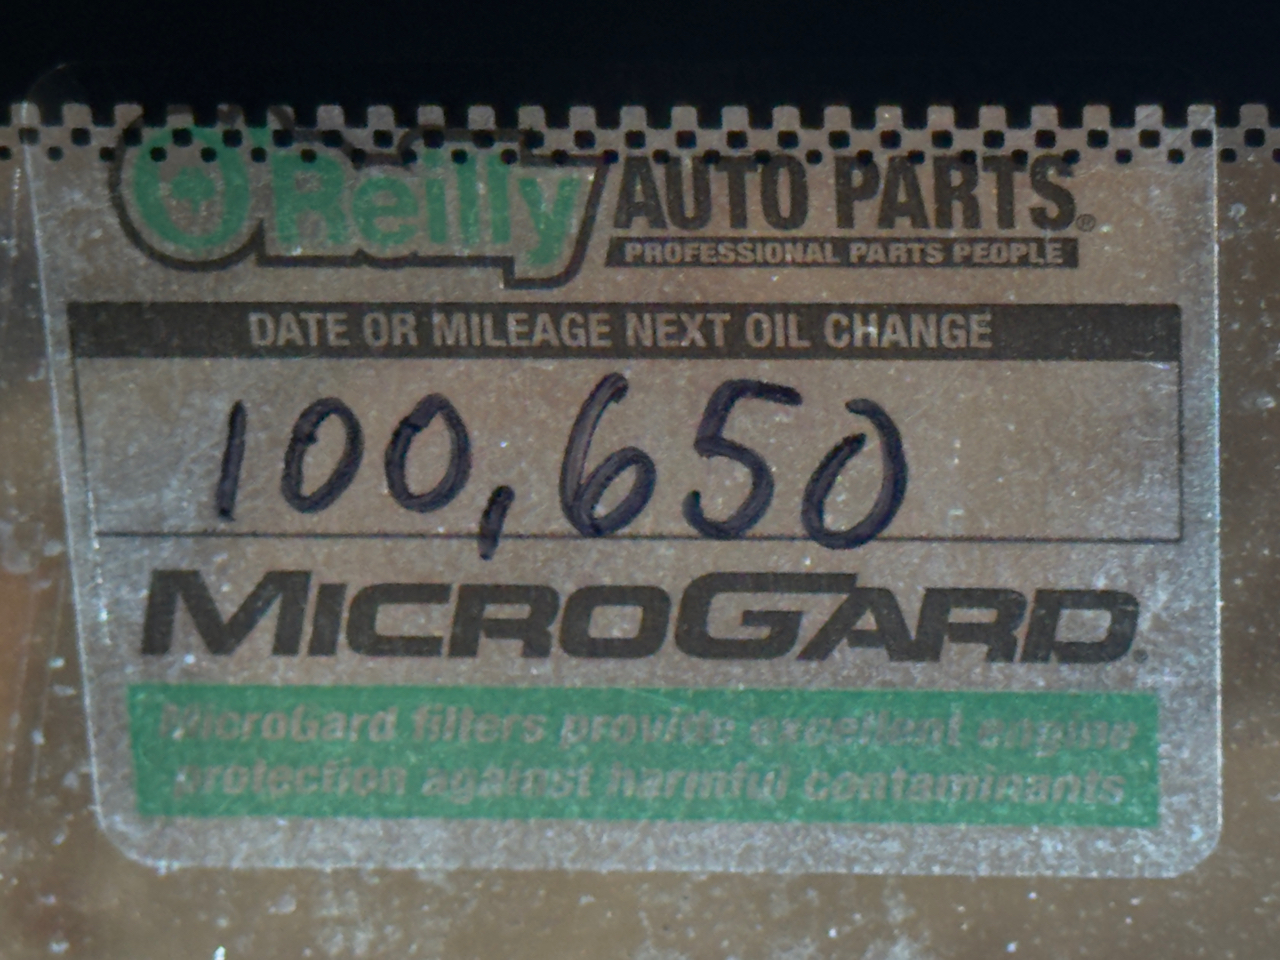 O'Reilly AUTO PARTS®
PROFESSIONAL PARTS PEOPLE
DATE OR MILEAGE NEXT OIL CHANGE
100,650
MICROGARD
MicroGard filters provide excellent engine
protection against harmful contaminants